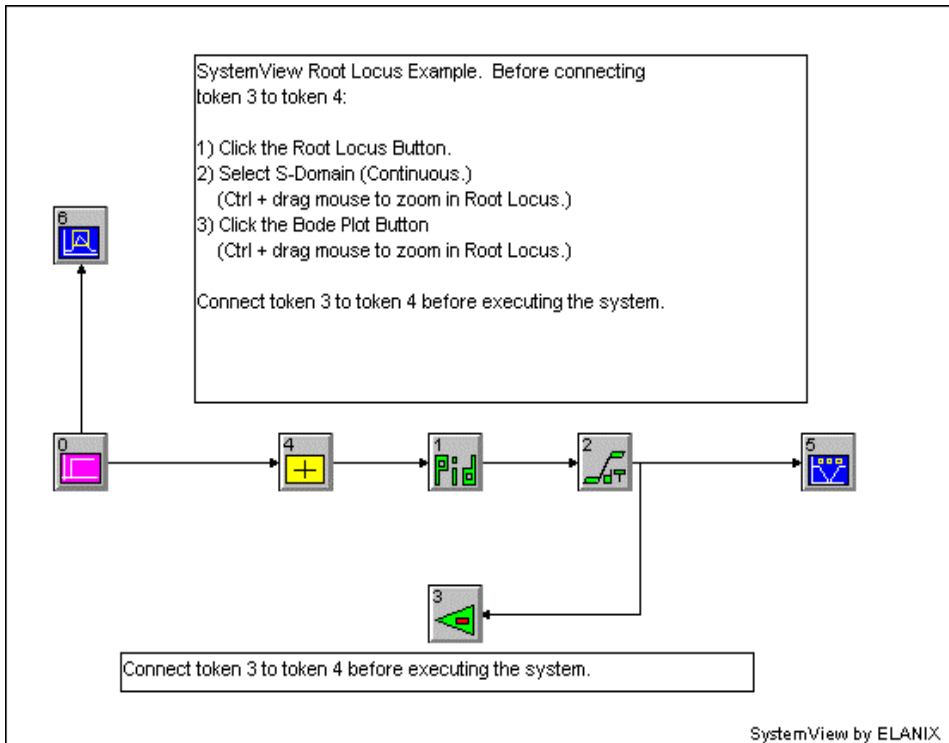 SystemView Root Locus Example.  Before connecting
token 3 to token 4:
1) Click the Root Locus Button.
2) Select S-Domain (Continuous.)
(Ctrl + drag mouse to zoom in Root Locus.)
3) Click the Bode Plot Button
(Ctrl + drag mouse to zoom in Root Locus.)
Connect token 3 to token 4 before executing the system.
6
0
4
1
Pid
2
5
3
Connect token 3 to token 4 before executing the system.
SystemView by ELANIX